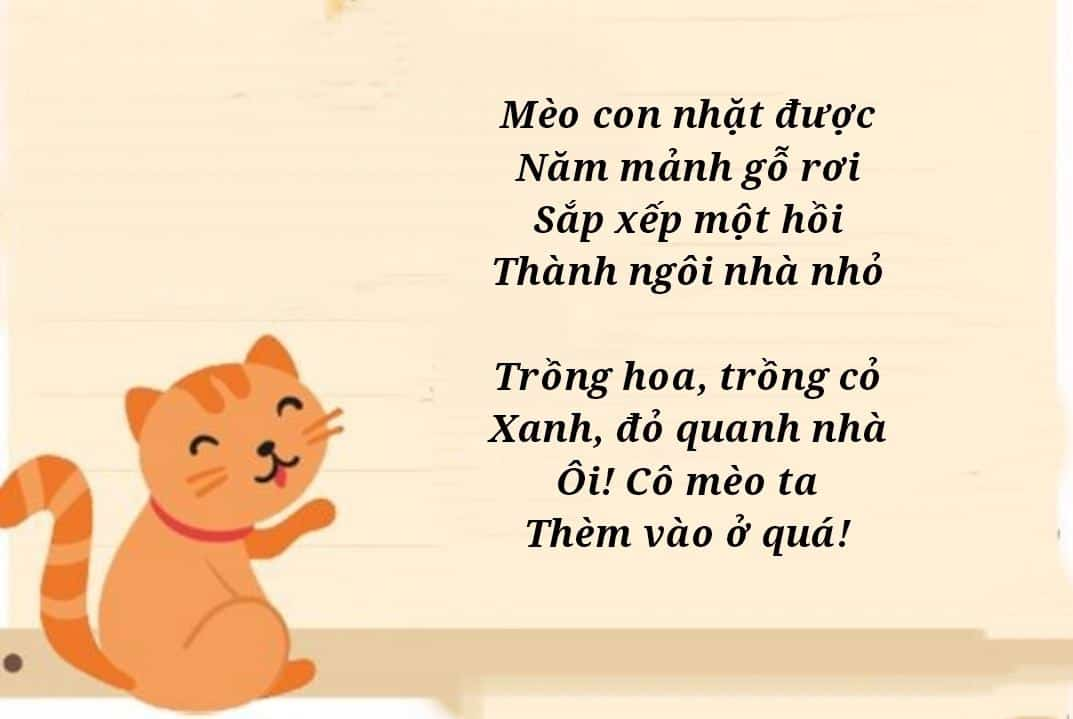 Mèo con nhặt được
Năm mảnh gỗ rơi
Sắp xếp một hồi
Thành ngôi nhà nhỏ
Trồng hoa, trồng cỏ
Xanh, đỏ quanh nhà
Ôi! Cô mèo ta
Thèm vào ở quá!